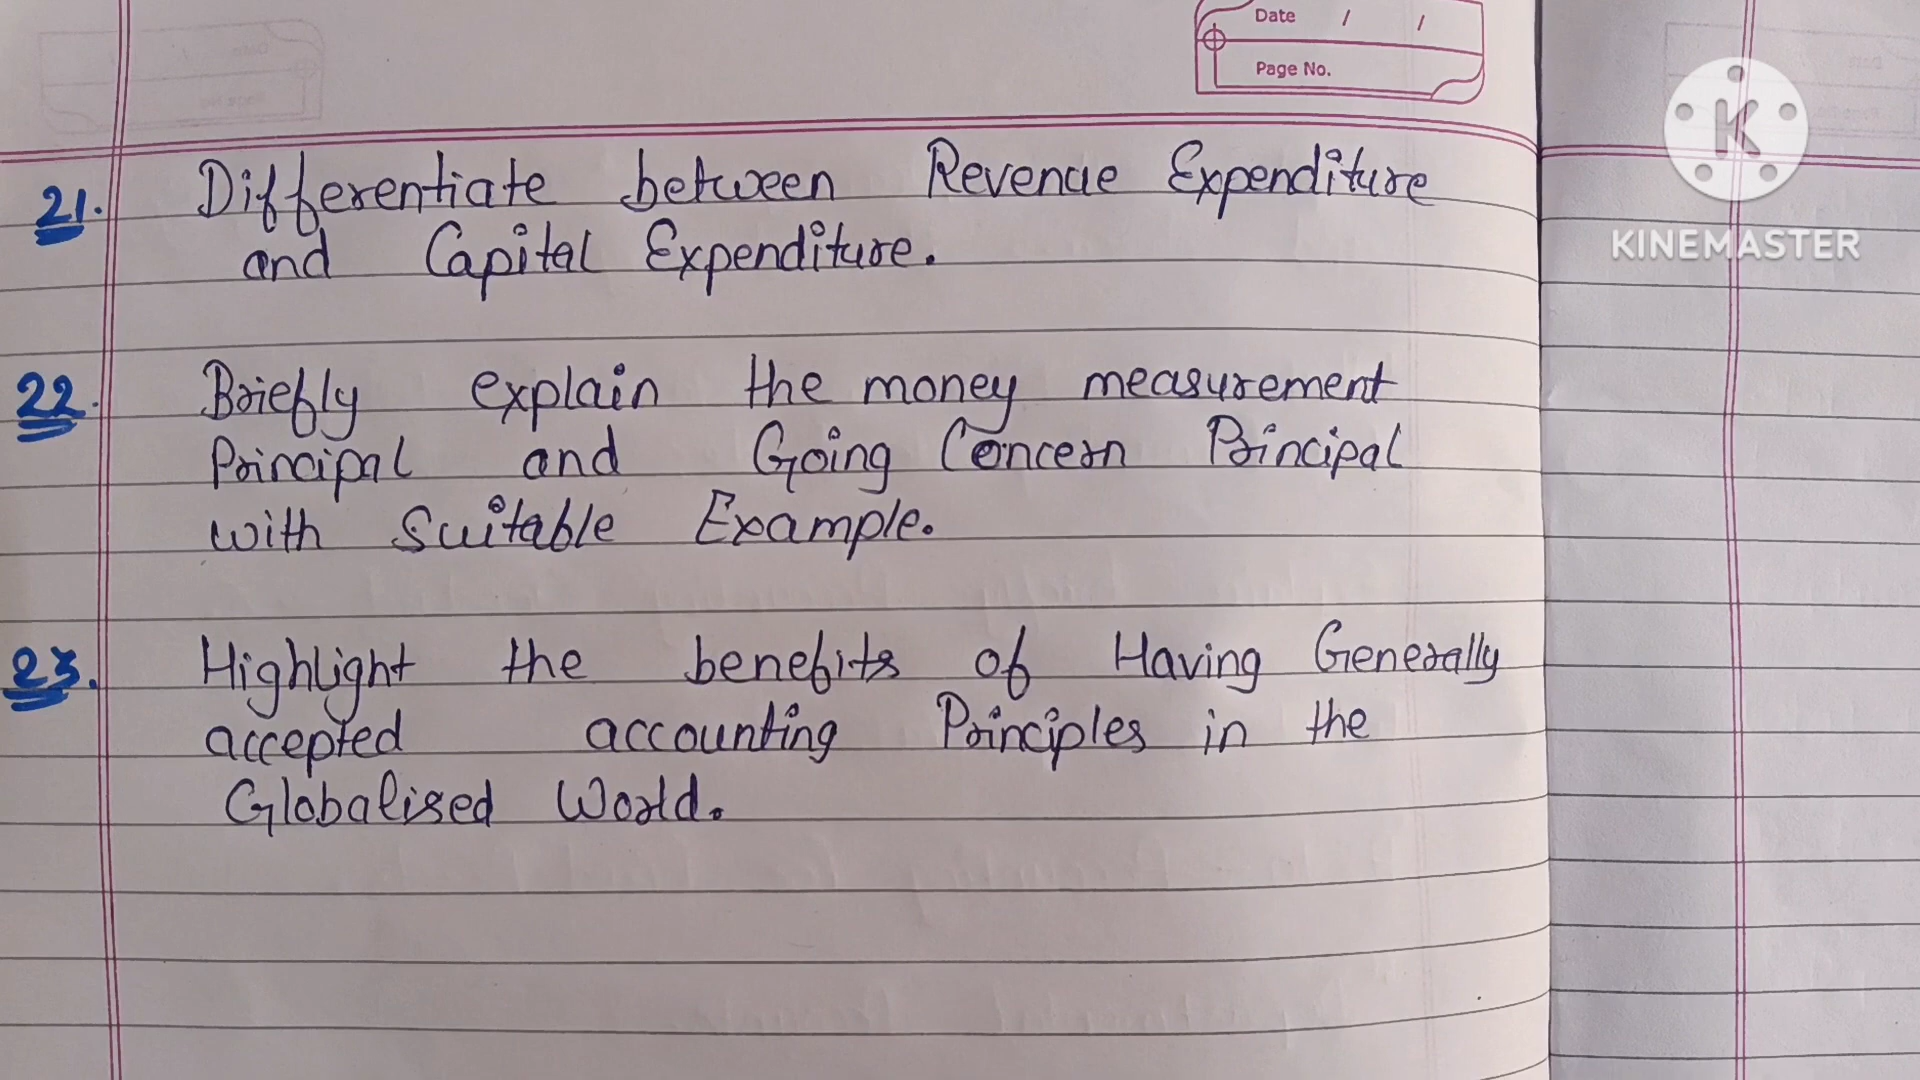 Date / /
Page No.
K
KINEMASTER
21. Differentiate between Revenue Expenditure
and Capital Expenditure.
22. Briefly explain the money measurement
Principal and Going Concern Principal
with Suitable Example.
23. Highlight the benefits of Having Generally
accepted accounting Principles in the
Globalised World.